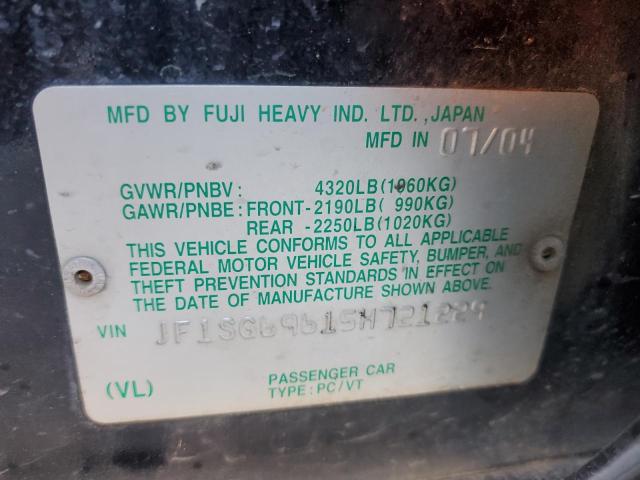 MFD BY FUJI HEAVY IND. LTD.,JAPAN
MFD IN 07/04
GVWR/PNBV: 4320LB(1960KG)
GAWR/PNBE: FRONT-2190LB( 990KG)
REAR -2250LB(1020KG)
THIS VEHICLE CONFORMS TO ALL APPLICABLE
FEDERAL MOTOR VEHICLE SAFETY, BUMPER, AND
THEFT PREVENTION STANDARDS IN EFFECT ON
THE DATE OF MANUFACTURE SHOWN ABOVE.
VIN JF1SG69615H721229
PASSENGER CAR
(VL) TYPE:PC/VT